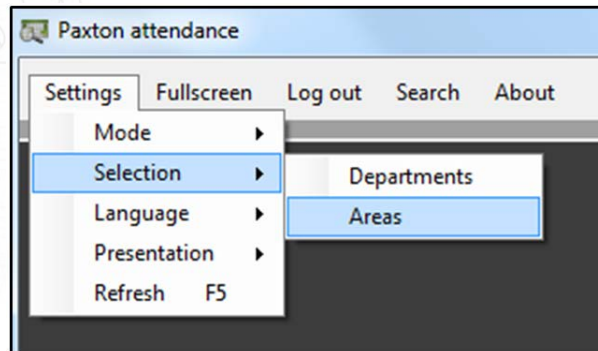 Paxton attendance
Settings Fullscreen Log out Search About
Mode
Selection
Departments
Language
Areas
Presentation
Refresh F5